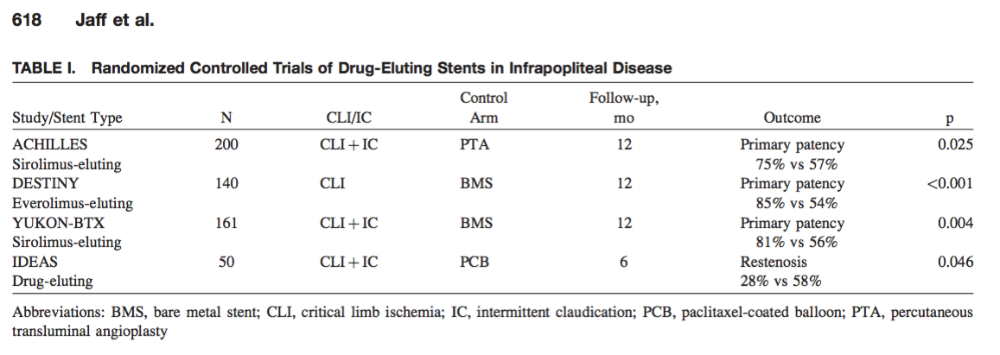 618 Jaff et al.
TABLE I. Randomized Controlled Trials of Drug-Eluting Stents in Infrapopliteal Disease
Control Follow-up,
Study/Stent Type N CLI/IC Arm mo Outcome p
ACHILLES 200 CLI+IC PTA 12 Primary patency 0.025
Sirolimus-eluting 75% vs 57%
DESTINY 140 CLI BMS 12 Primary patency <0.001
Everolimus-eluting 85% vs 54%
YUKON-BTX 161 CLI+IC BMS 12 Primary patency 0.004
Sirolimus-eluting 81% vs 56%
IDEAS 50 CLI+IC PCB 6 Restenosis 0.046
Drug-eluting 28% vs 58%
Abbreviations: BMS, bare metal stent; CLI, critical limb ischemia; IC, intermittent claudication; PCB, paclitaxel-coated balloon; PTA, percutaneous
transluminal angioplasty